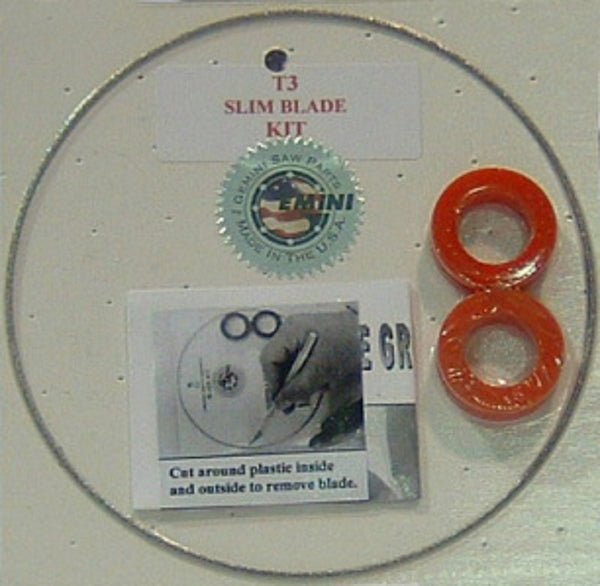 T3
SLIM BLADE
KIT
GEMINI SAW PARTS
EMINI
MADE IN THE U.S.A.
E GR
Cut around plastic inside
and outside to remove blade.